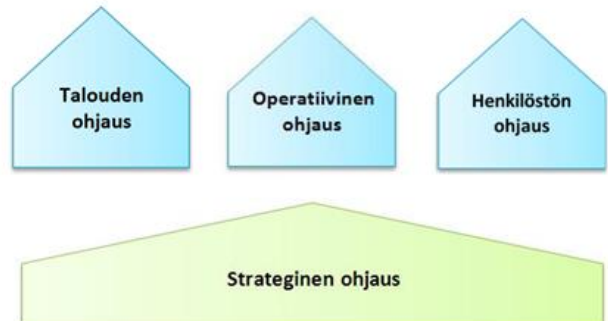 Talouden
ohjaus
Operatiivinen
ohjaus
Henkilöstön
ohjaus
Strateginen ohjaus